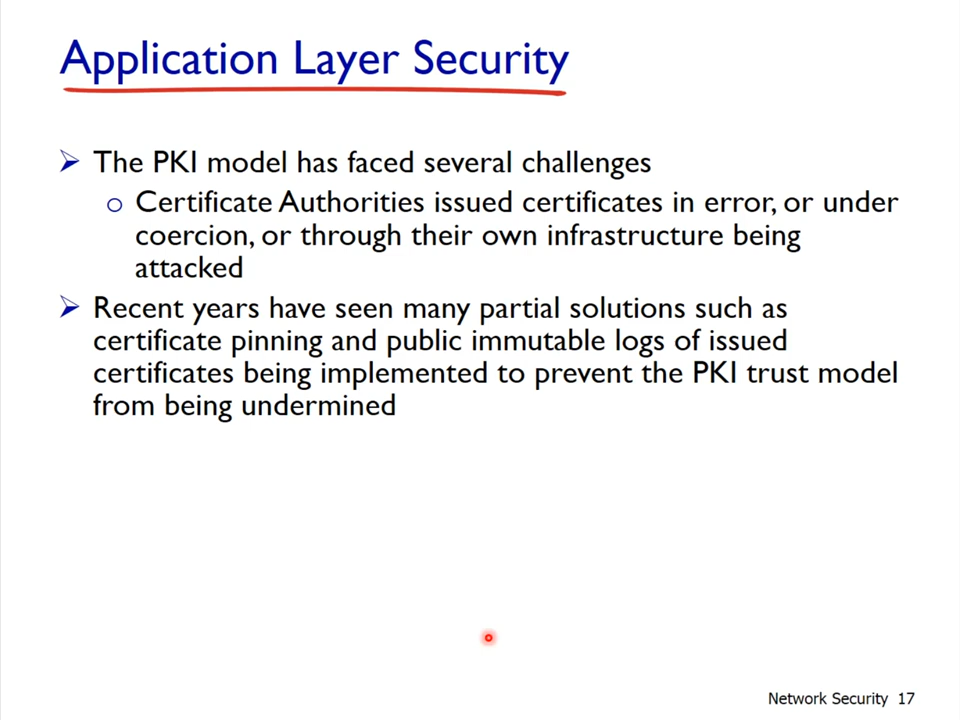 Application Layer Security
The PKI model has faced several challenges
Certificate Authorities issued certificates in error, or under
coercion, or through their own infrastructure being
attacked
Recent years have seen many partial solutions such as
certificate pinning and public immutable logs of issued
certificates being implemented to prevent the PKI trust model
from being undermined
Network Security 17